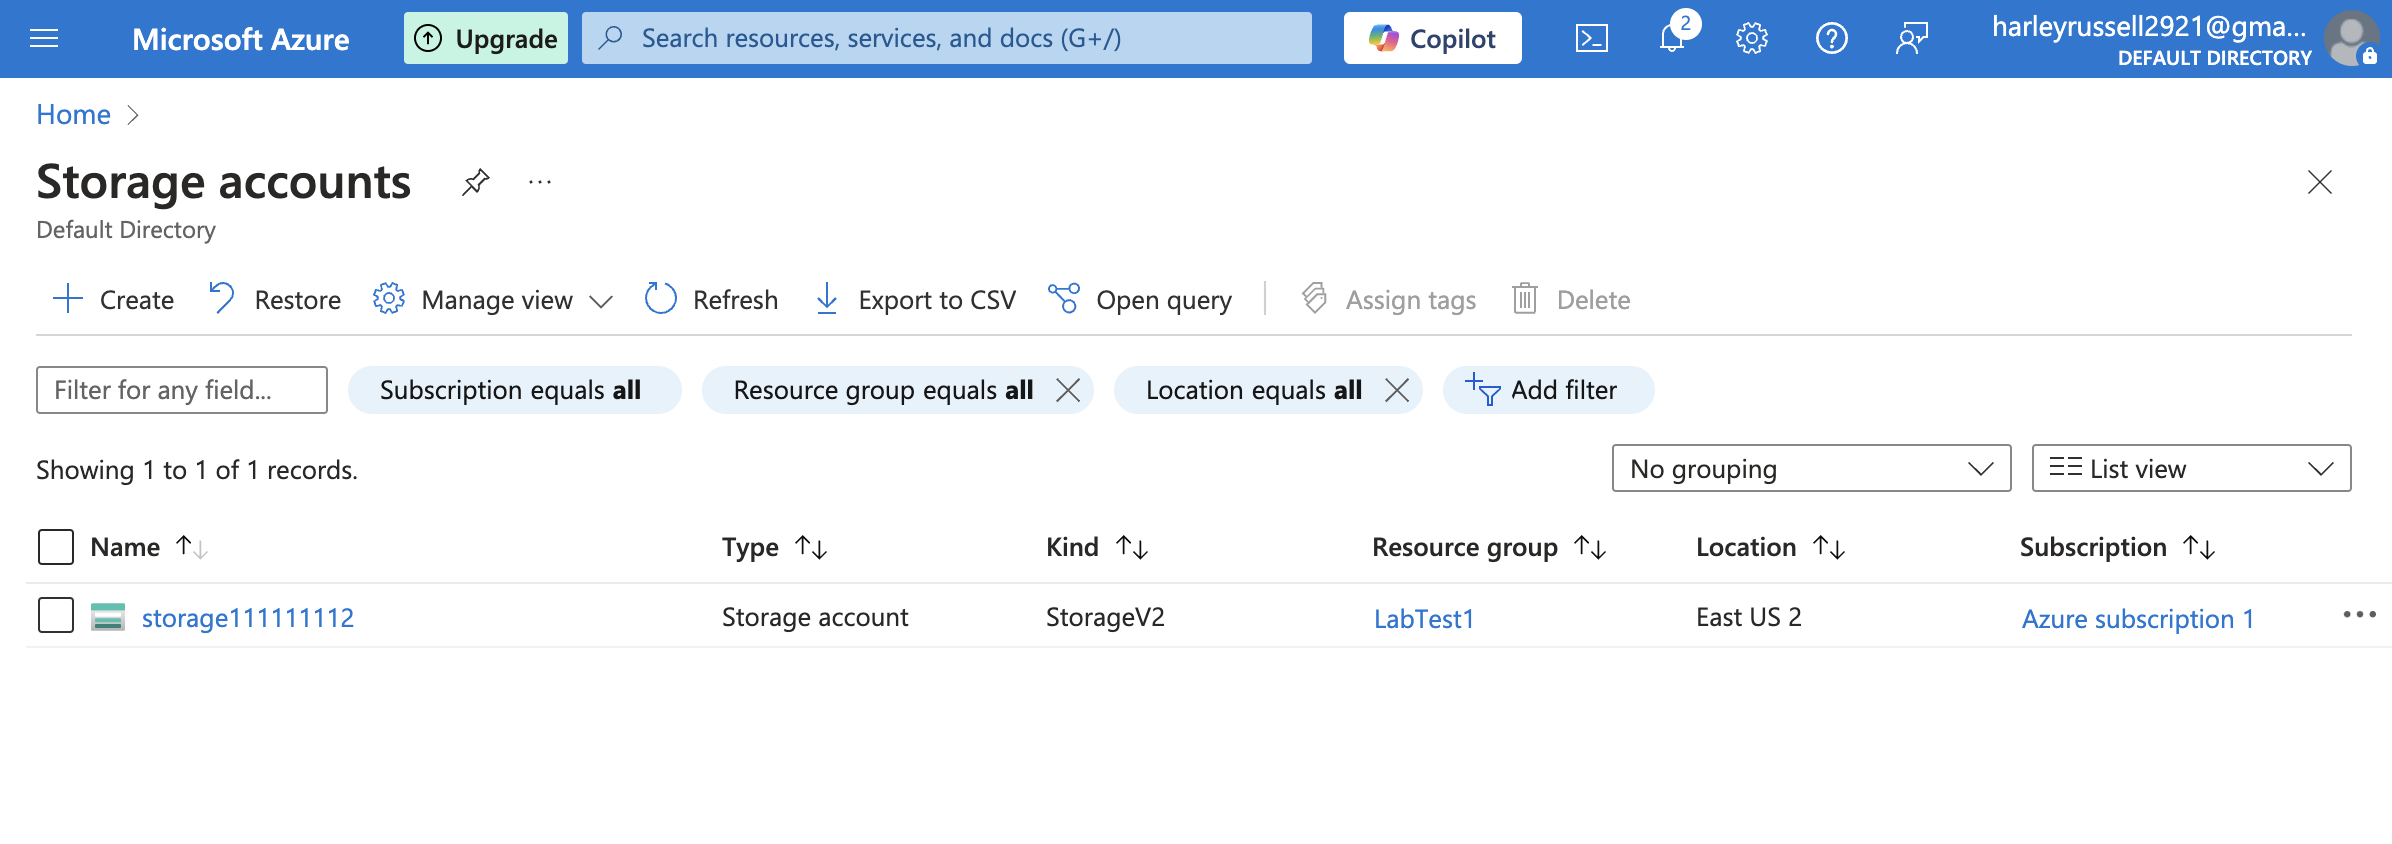 Microsoft Azure
Upgrade
Search resources, services, and docs (G+/)
Copilot
2
harleyrussell2921@gma...
DEFAULT DIRECTORY
Home
Storage accounts
Default Directory
Create
Restore
Manage view
Refresh
Export to CSV
Open query
Assign tags
Delete
Filter for any field...
Subscription equals all
Resource group equals all
Location equals all
Add filter
Showing 1 to 1 of 1 records.
No grouping
List view
Name
Type
Kind
Resource group
Location
Subscription
storage111111112
Storage account
StorageV2
LabTest1
East US 2
Azure subscription 1